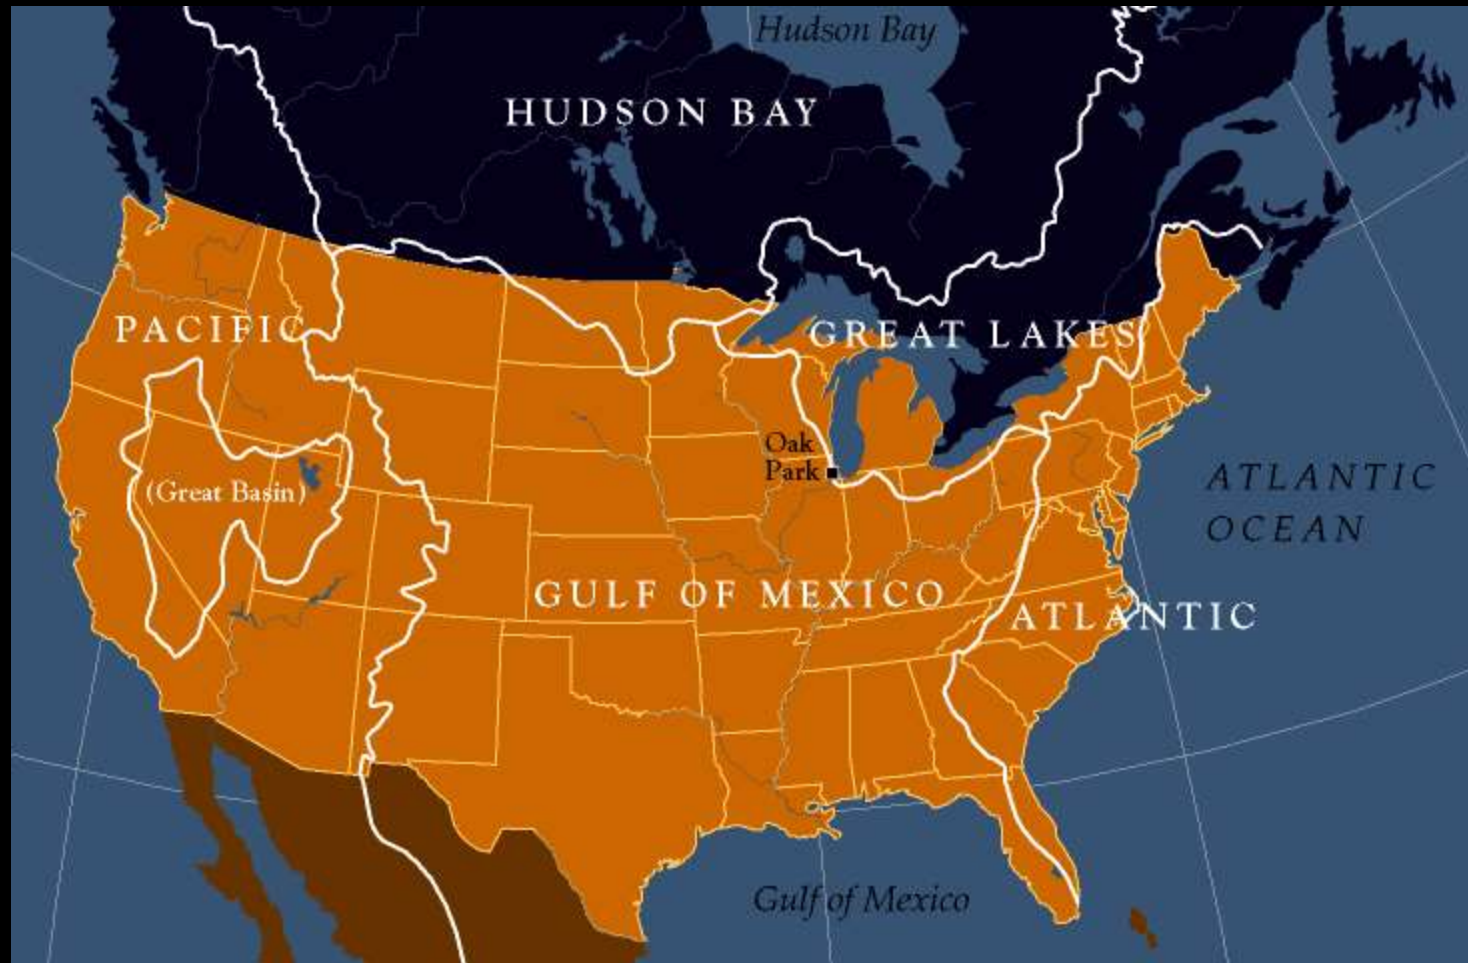 Hudson Bay
HUDSON BAY
PACIFIC
GREAT LAKES
Oak
Park
(Great Basin)
ATLANTIC
OCEAN
GULF OF MEXICO
ATLANTIC
Gulf of Mexico